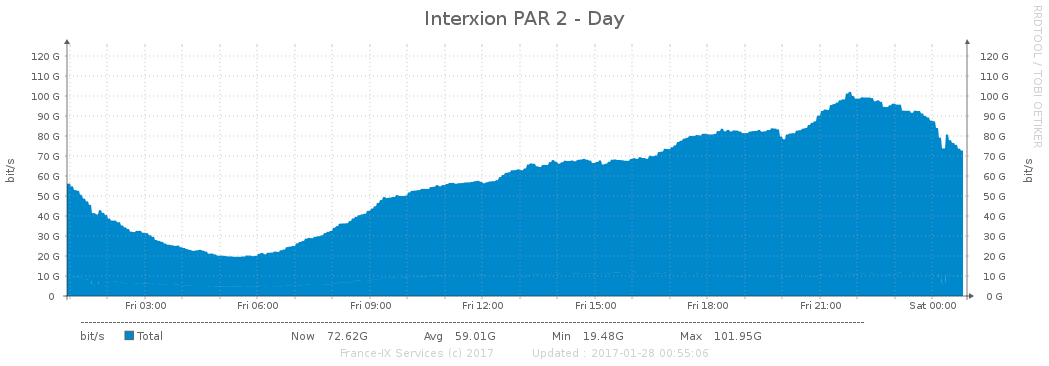 Interxion PAR 2 - Day
RRDTOOL / TOBI OETIKER
120 G 120 G
110 G 110 G
100 G 100 G
90 G 90 G
80 G 80 G
70 G 70 G
60 G 60 G
50 G 50 G
40 G 40 G
30 G 30 G
20 G 20 G
10 G 10 G
0 0 G
bit/s
bit/s
Fri 03:00 Fri 06:00 Fri 09:00 Fri 12:00 Fri 15:00 Fri 18:00 Fri 21:00 Sat 00:00
bit/s Total Now 72.62G Avg 59.01G Min 19.48G Max 101.95G
France-IX Services (c) 2017 Updated : 2017-01-28 00:55:06